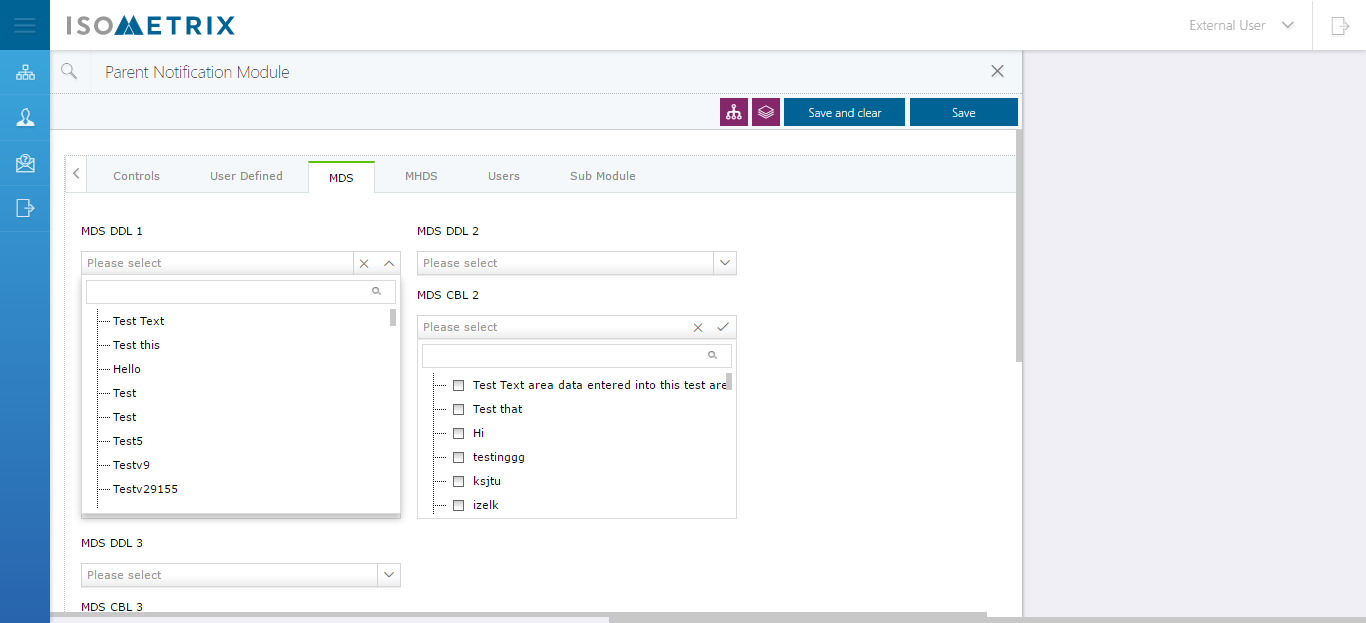 ISOMETRIX
External User
Parent Notification Module
Save and clear
Save
Controls
User Defined
MDS
MHDS
Users
Sub Module
MDS DDL 1
MDS DDL 2
Please select
Please select
MDS CBL 2
Please select
Test Text
Test this
Hello
Test
Test
Test5
Testv9
Testv29155
Test Text area data entered into this test are
Test that
Hi
testinggg
ksjtu
izelk
MDS DDL 3
Please select
MDS CBL 3